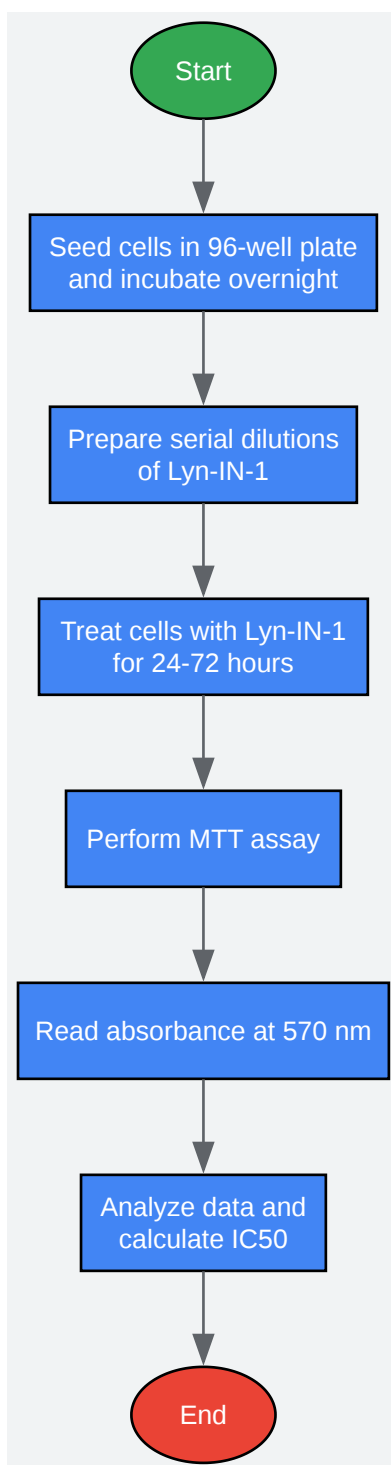 Start
Seed cells in 96-well plate
and incubate overnight
Prepare serial dilutions
of Lyn-IN-1
Treat cells with Lyn-IN-1
for 24-72 hours
Perform MTT assay
Read absorbance at 570 nm
Analyze data and
calculate IC50
End